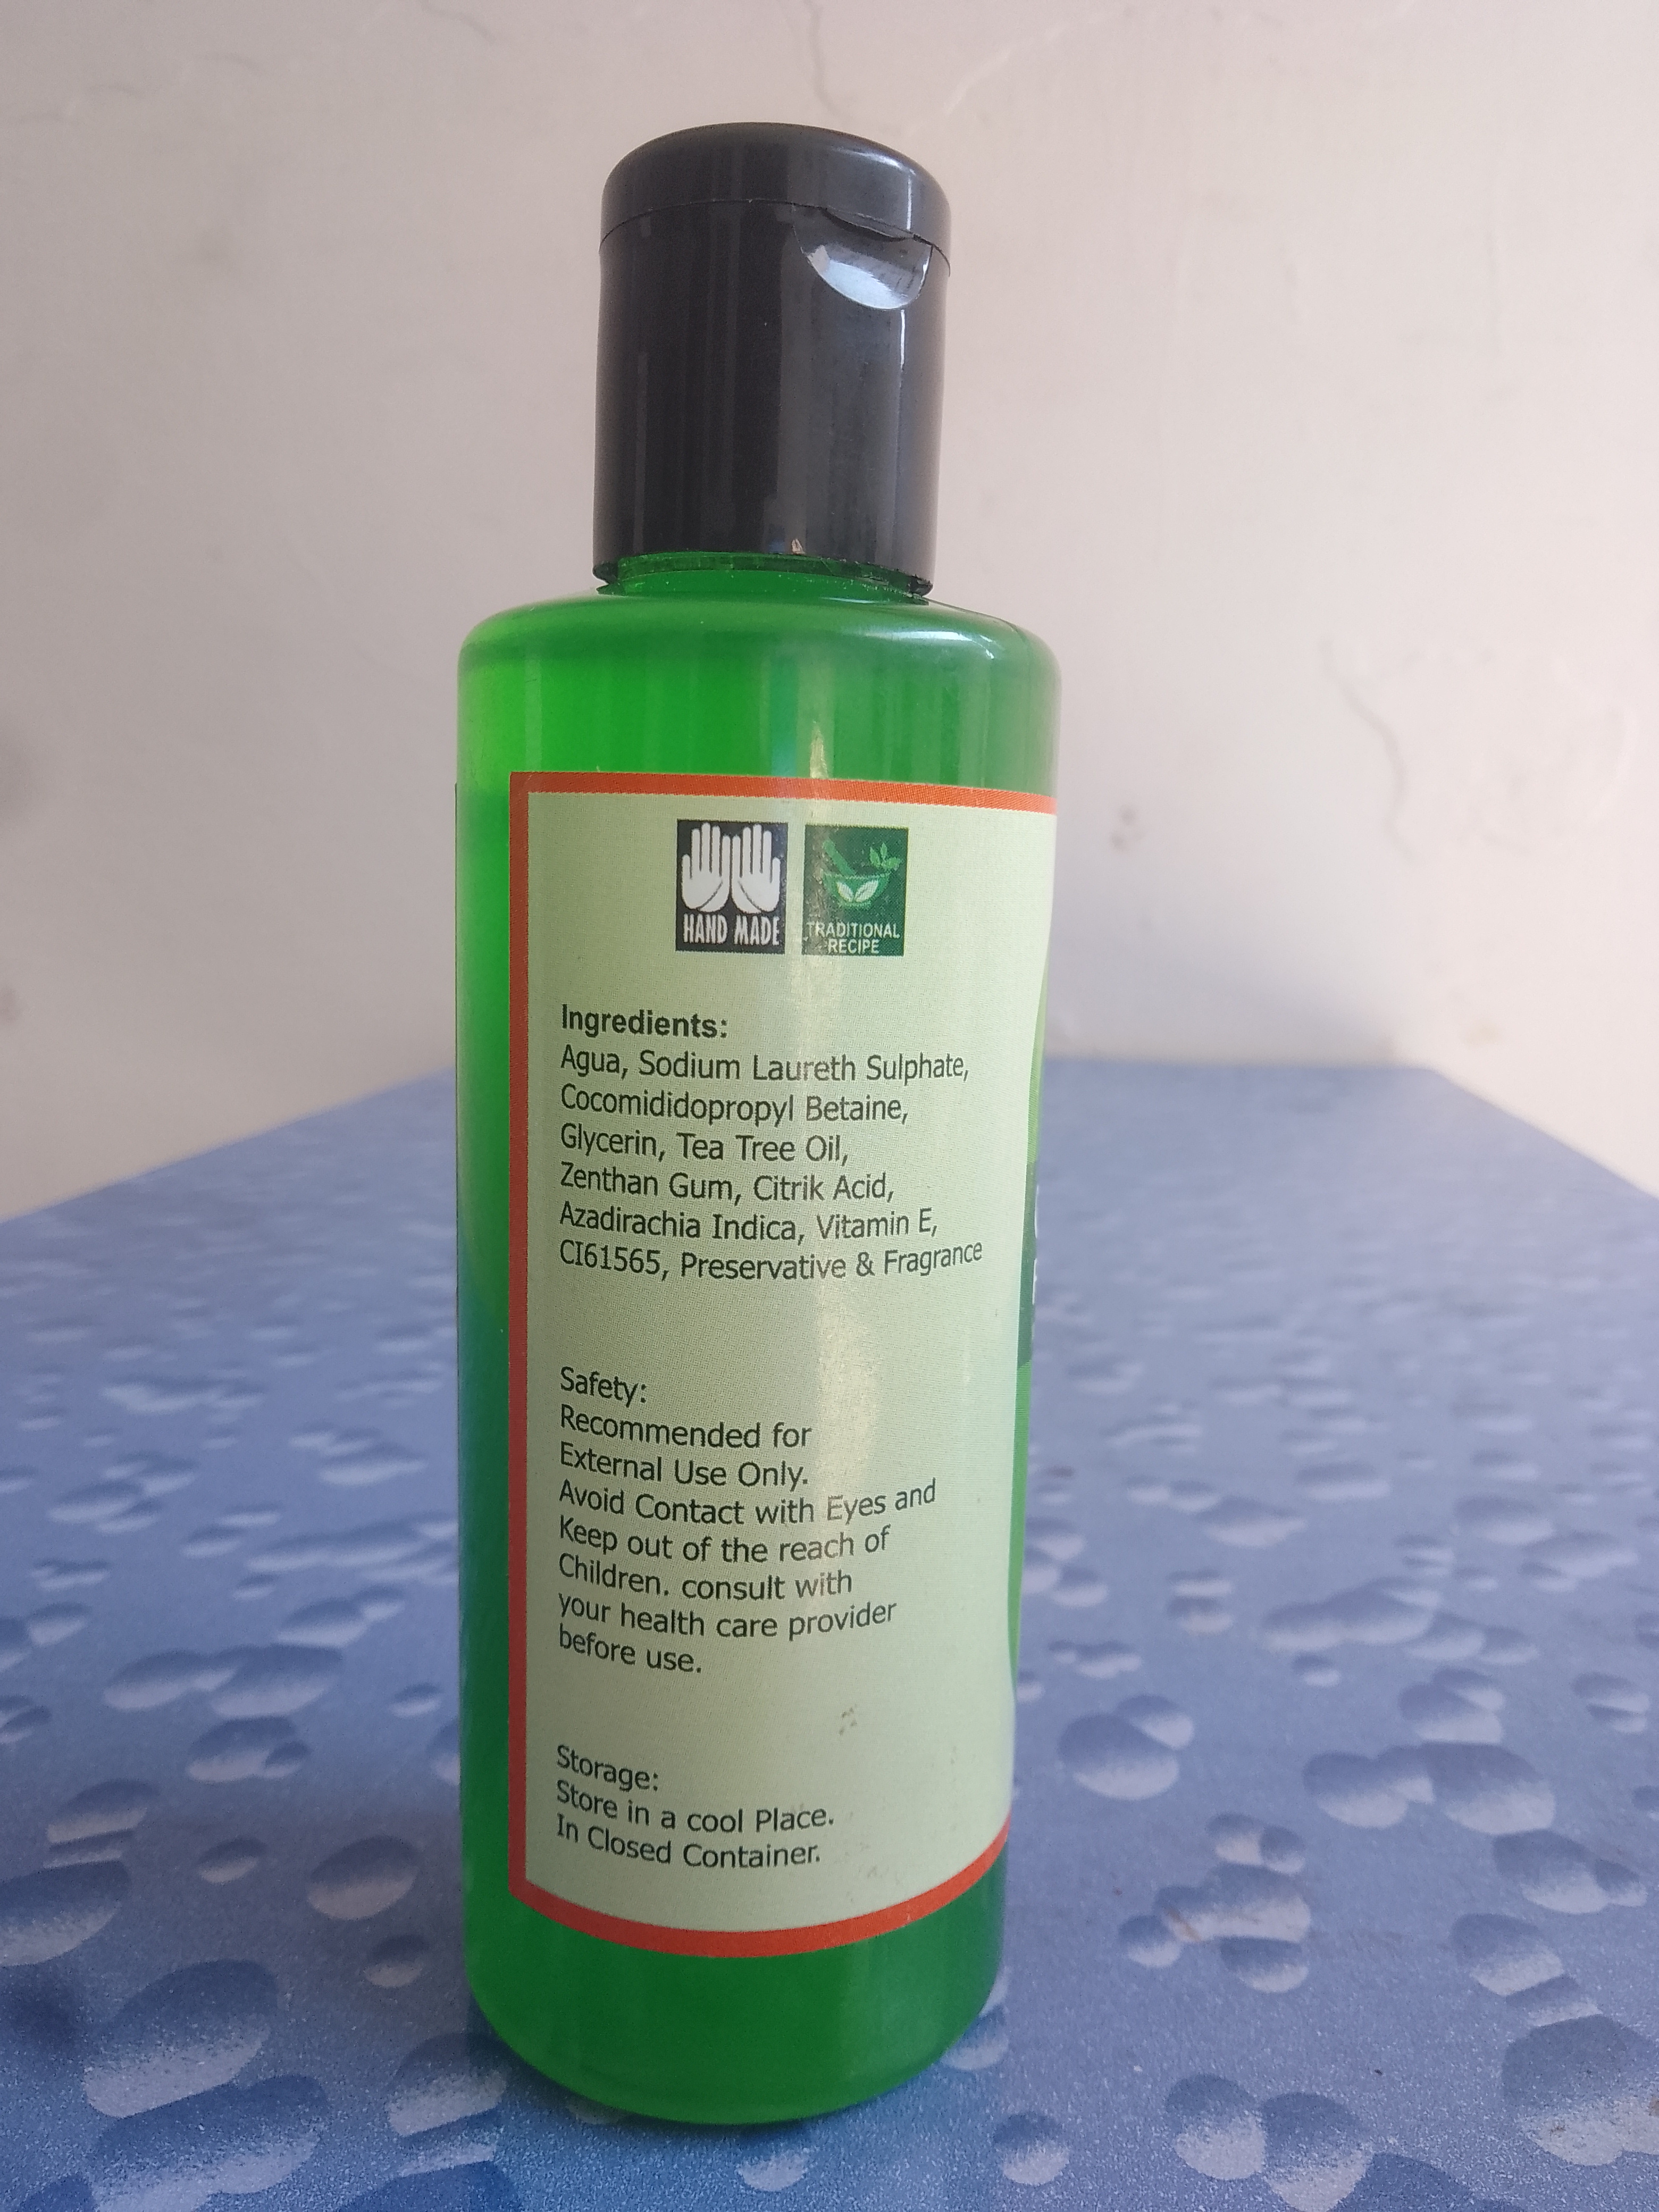 HAND MADE
TRADITIONAL
RECIPE
Ingredients:
Agua, Sodium Laureth Sulphate,
Cocomididopropyl Betaine,
Glycerin, Tea Tree Oil,
Zenthan Gum, Citrik Acid,
Azadirachia Indica, Vitamin E,
CI61565, Preservative & Fragrance
Safety:
Recommended for
External Use Only.
Avoid Contact with Eyes and
Keep out of the reach of
Children. consult with
your health care provider
before use.
Storage:
Store in a cool Place.
In Closed Container.